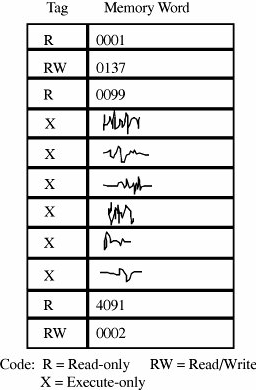 Tag Memory Word
R 0001
RW 0137
R 0099
X
X
X
X
X
X
R 4091
RW 0002
Code: R = Read-only RW = Read/Write
X = Execute-only